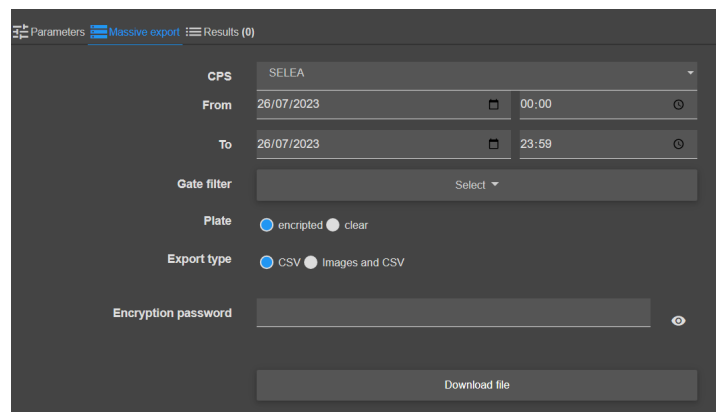 Parameters Massive export Results (0)
CPS SELEA
From 26/07/2023 00:00
To 26/07/2023 23:59
Gate filter Select
Plate encripted clear
Export type CSV Images and CSV
Encryption password
Download file